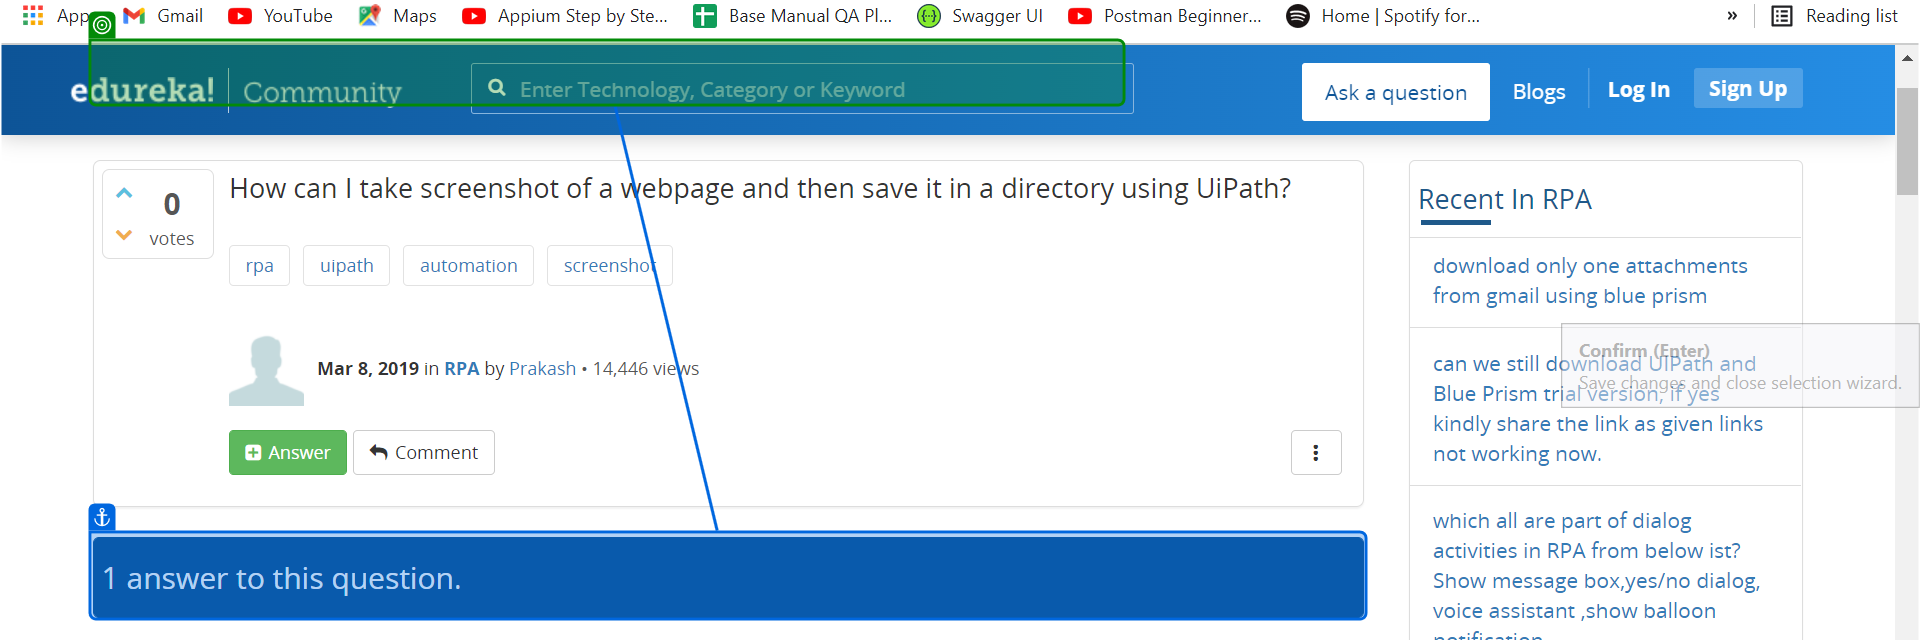 App Gmail YouTube Maps Appium Step by Ste... Base Manual QA Pl... Swagger UI Postman Beginner... Home | Spotify for... » Reading list
edureka! Community Enter Technology, Category or Keyword Ask a question Blogs Log In Sign Up
0
votes
How can I take screenshot of a webpage and then save it in a directory using UiPath?
rpa uipath automation screenshot
Mar 8, 2019 in RPA by Prakash • 14,446 views
Answer Comment
1 answer to this question.
Recent In RPA
download only one attachments
from gmail using blue prism
can we still download UIPath and
Blue Prism trial version, if yes
kindly share the link as given links
not working now.
Confirm (Enter)
Save changes and close selection wizard.
which all are part of dialog
activities in RPA from below ist?
Show message box,yes/no dialog,
voice assistant ,show balloon
notification